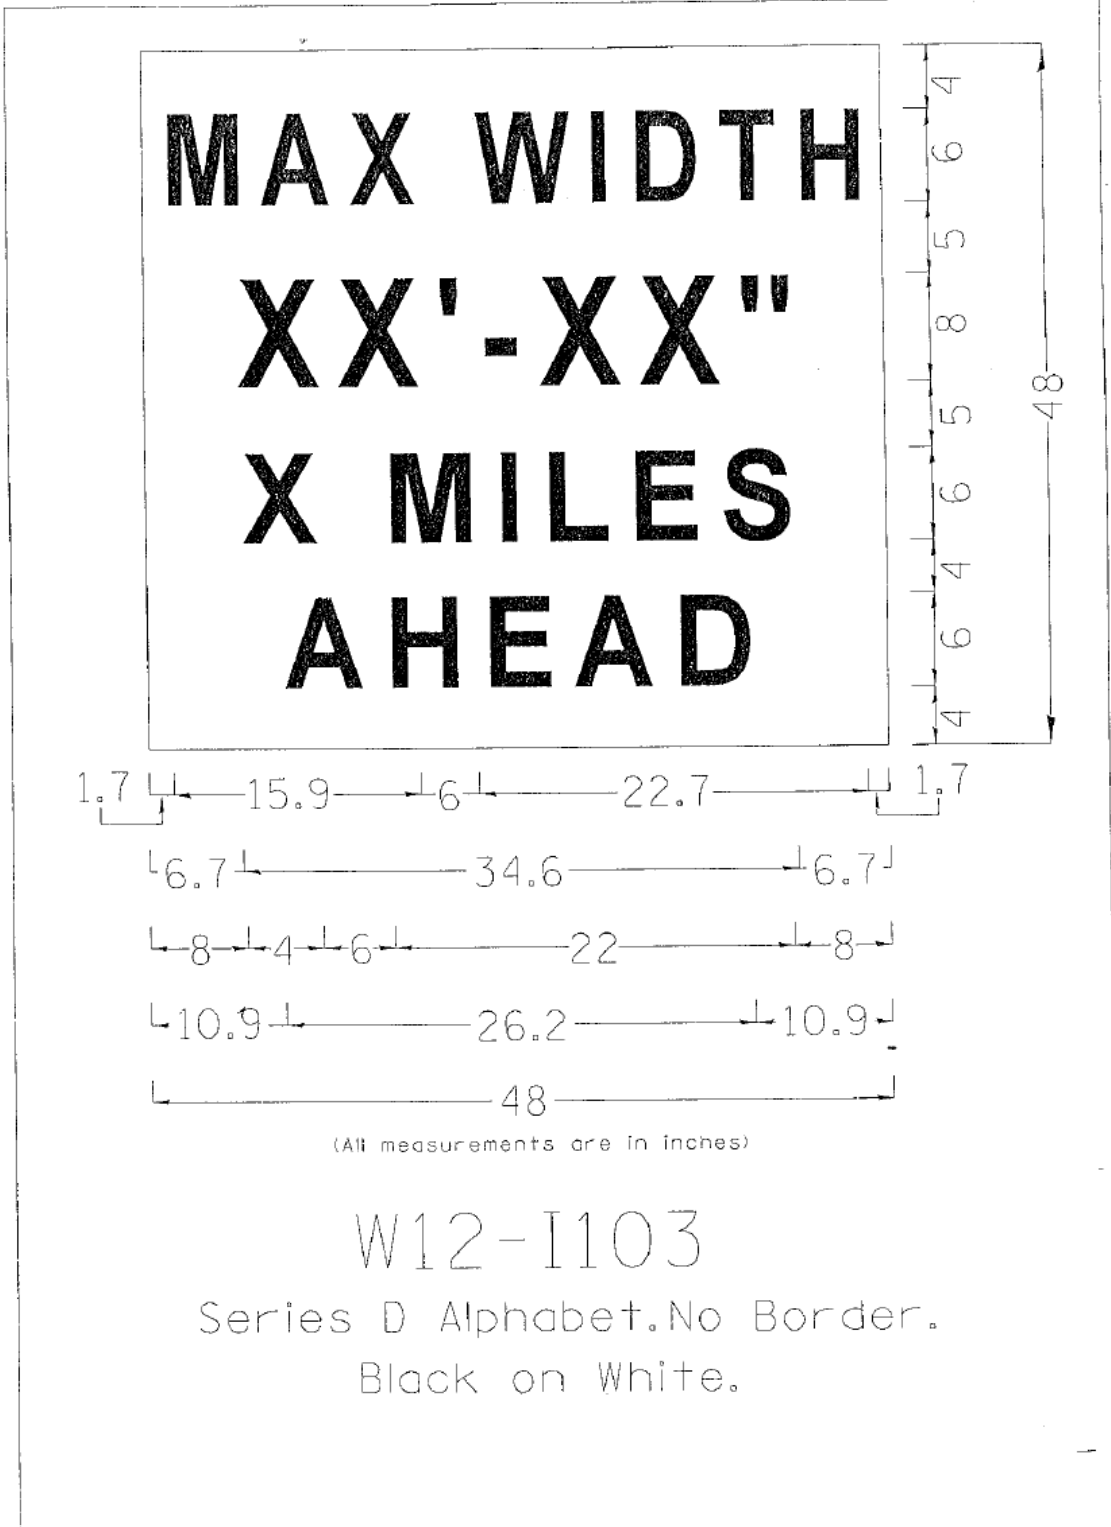 MAX WIDTH
XX'-XX"
X MILES
AHEAD
4
6
5
8
5
6
4
6
4
48
1.7 15.9 6 22.7 1.7
6.7 34.6 6.7
8 4 6 22 8
10.9 26.2 10.9
48
(All measurements are in inches)
W12-I103
Series D Alphabet. No Border.
Black on White.